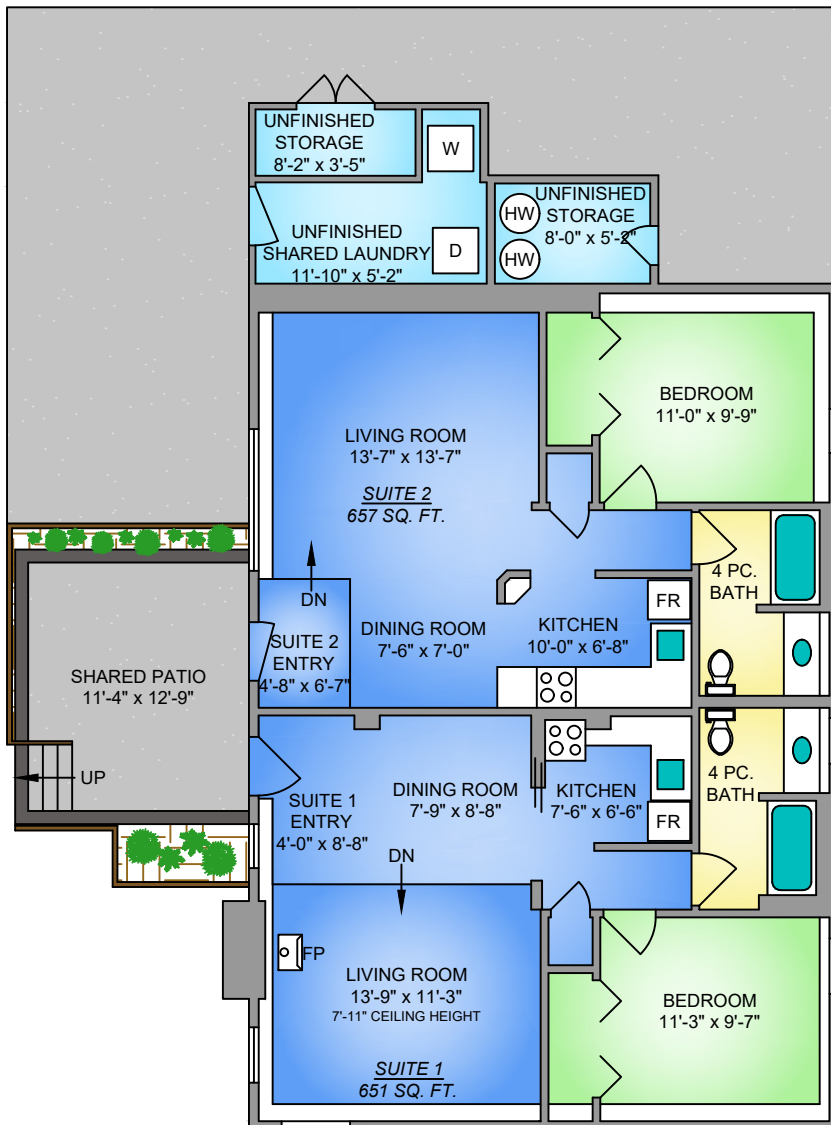 UNFINISHED
STORAGE
8'-2" x 3'-5"
W
UNFINISHED
SHARED LAUNDRY
11'-10" x 5'-2"
D
HW
HW
UNFINISHED
STORAGE
8'-0" x 5'-2"
BEDROOM
11'-0" x 9'-9"
LIVING ROOM
13'-7" x 13'-7"
SUITE 2
657 SQ. FT.
DN
4 PC.
BATH
FR
SUITE 2
ENTRY
4'-8" x 6'-7"
DINING ROOM
7'-6" x 7'-0"
KITCHEN
10'-0" x 6'-8"
SHARED PATIO
11'-4" x 12'-9"
UP
SUITE 1
ENTRY
4'-0" x 8'-8"
DINING ROOM
7'-9" x 8'-8"
KITCHEN
7'-6" x 6'-6"
FR
4 PC.
BATH
DN
FP
LIVING ROOM
13'-9" x 11'-3"
7'-11" CEILING HEIGHT
SUITE 1
651 SQ. FT.
BEDROOM
11'-3" x 9'-7"